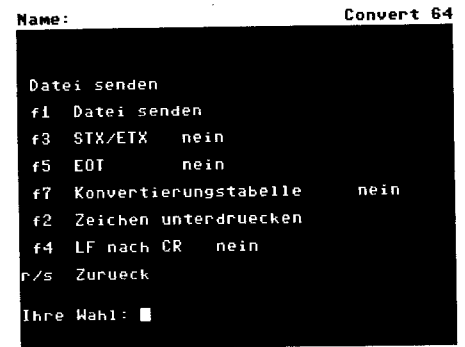 Name: Convert 64
Datei senden
f1 Datei senden
f3 STX/ETX nein
f5 EOT nein
f7 Konvertierungstabelle nein
f2 Zeichen unterdruecken
f4 LF nach CR nein
r/s Zurueck
Ihre Wahl: